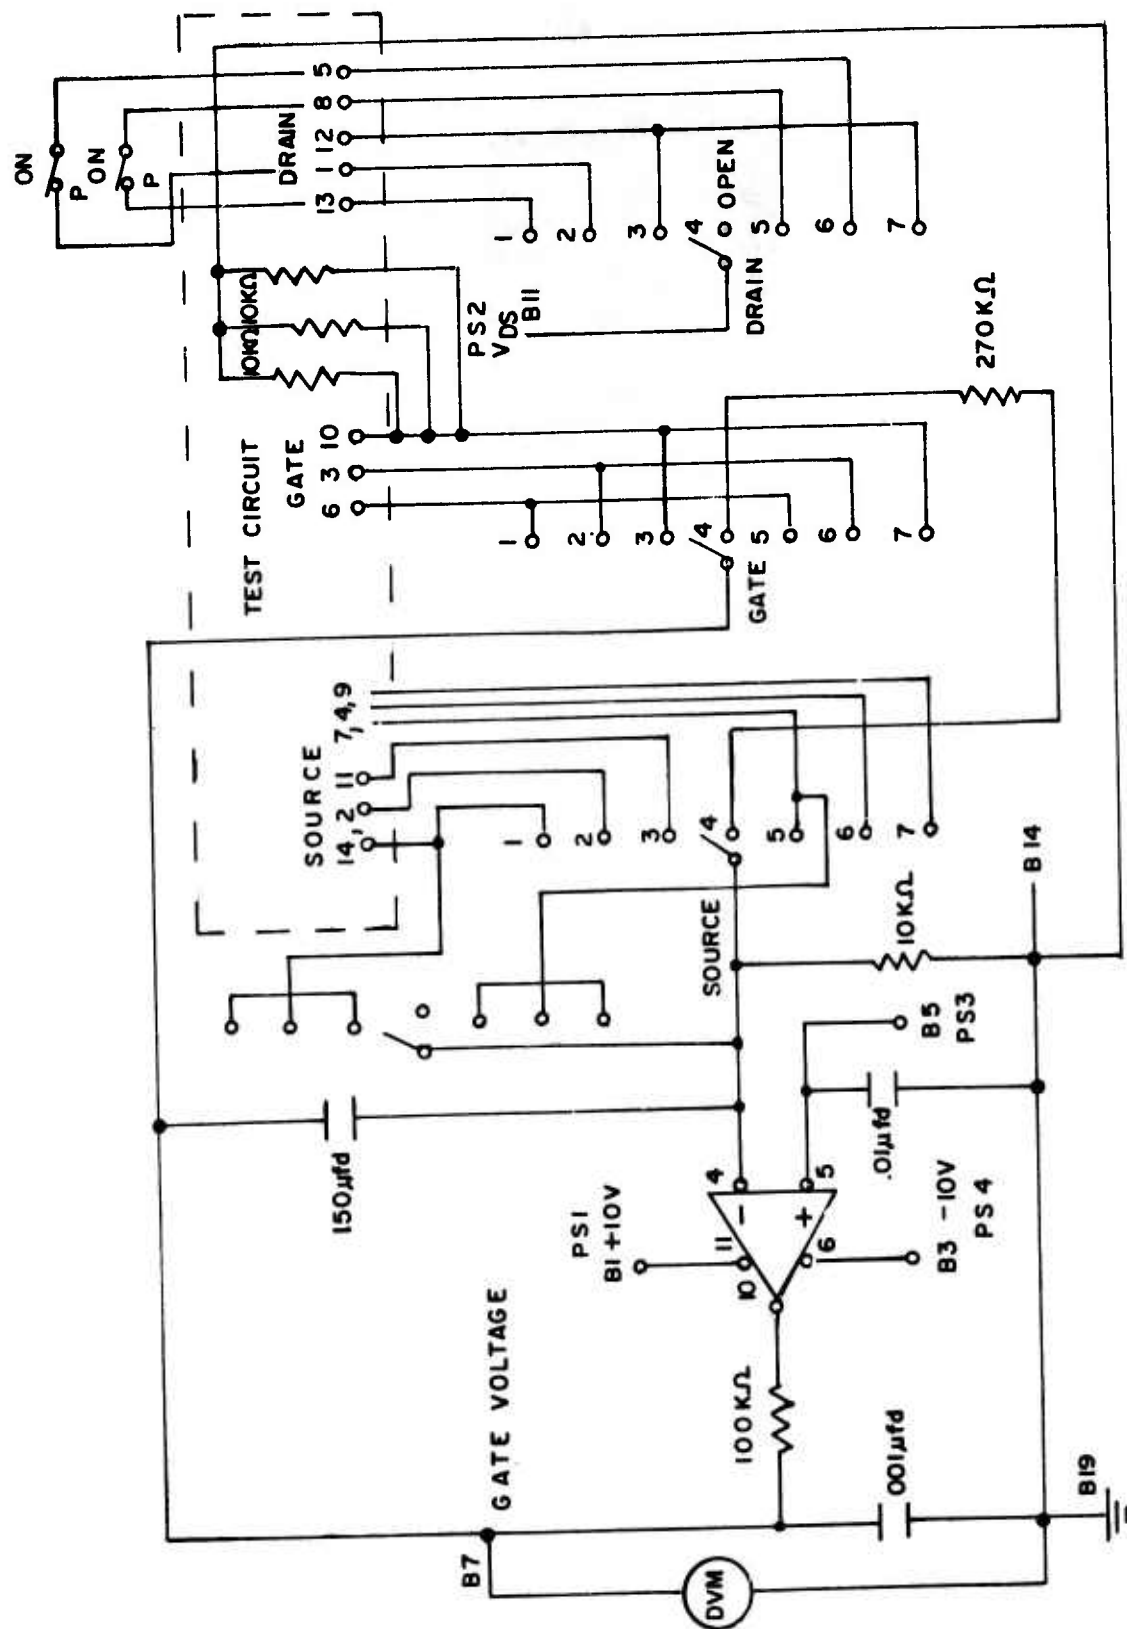 ON
P
ON
P
5
8
12
1
13
DRAIN
1
2
3
4
OPEN
5
6
7
DRAIN
PS2
VDS
B11
10KΩ
10KΩ
270KΩ
TEST CIRCUIT
GATE
6 3 10
1
2
3
4
5
6
7
GATE
SOURCE
14, 2 11 7, 4, 9
1
2
3
4
5
6
7
SOURCE
10KΩ
B14
B5
PS3
150µfd
.01µfd
PS1
B1 +10V
11
4
-
+
5
10
6
B3 -10V
PS4
GATE VOLTAGE
100KΩ
001µfd
B7
DVM
B19